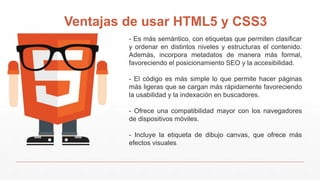 Ventajas de usar HTML5 y CSS3
- Es más semántico, con etiquetas que permiten clasificar
y ordenar en distintos niveles y estructuras el contenido.
Además, incorpora metadatos de manera más formal,
favoreciendo el posicionamiento SEO y la accesibilidad.
- El código es más simple lo que permite hacer páginas
más ligeras que se cargan más rápidamente favoreciendo
la usabilidad y la indexación en buscadores.
- Ofrece una compatibilidad mayor con los navegadores
de dispositivos móviles.
- Incluye la etiqueta de dibujo canvas, que ofrece más
efectos visuales